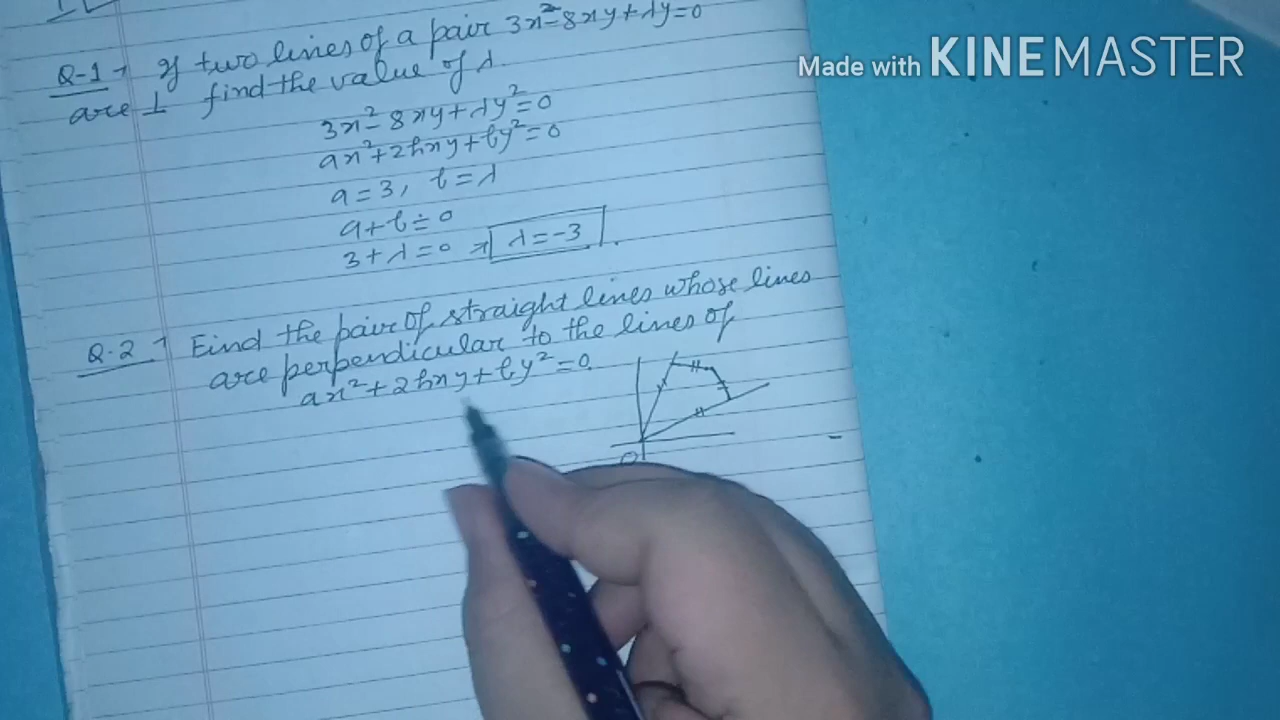 Q-1 → If two lines of a pair 3x²-8xy+λy=0
are ⊥ find the value of λ.
3x²-8xy+λy²=0
ax²+2hxy+by²=0
a=3, b=λ
a+b=0
3+λ=0 → λ=-3
Q.2 → Find the pair of straight lines whose lines
are perpendicular to the lines of
ax²+2hxy+by²=0.
O
Made with KINEMASTER